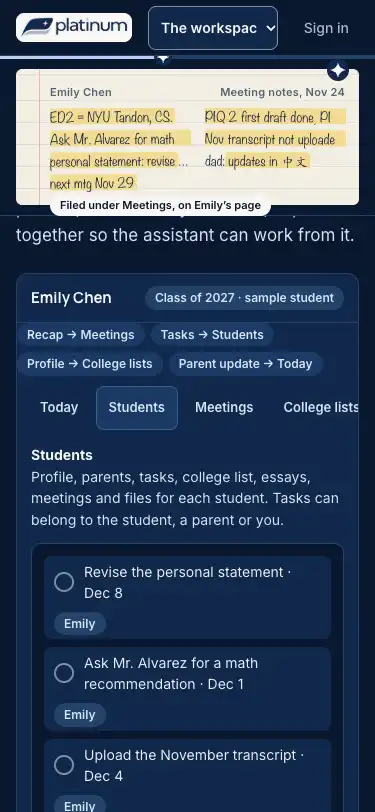 platinum
The workspac
Sign in
Emily Chen
Meeting notes, Nov 24
ED2 = NYU Tandon, CS.
Ask Mr. Alvarez for math
personal statement: revise ...
next mtg Nov 29
PIQ 2 first draft done, PI
Nov transcript not uploade
dad: updates in 中文
Filed under Meetings, on Emily's page
together so the assistant can work from it.
Emily Chen
Class of 2027 · sample student
Recap → Meetings
Tasks → Students
Profile → College lists
Parent update → Today
Today
Students
Meetings
College lists
Students
Profile, parents, tasks, college list, essays,
meetings and files for each student. Tasks can
belong to the student, a parent or you.
Revise the personal statement ·
Dec 8
Emily
Ask Mr. Alvarez for a math
recommendation · Dec 1
Emily
Upload the November transcript ·
Dec 4
Emily